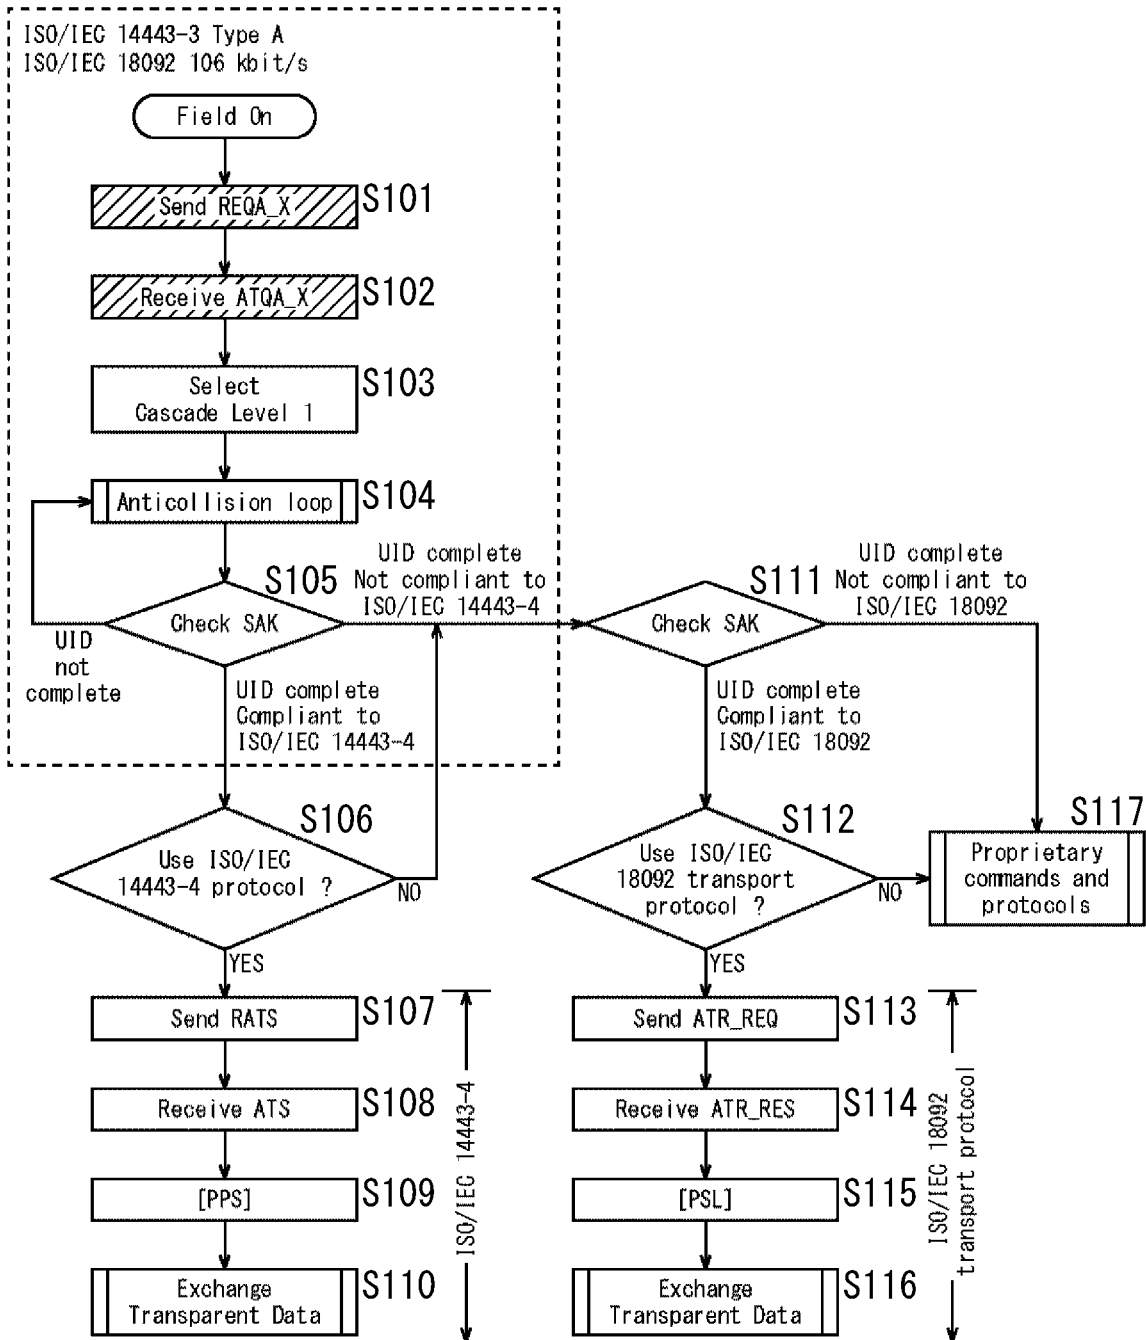 ISO/IEC 14443-3 Type A
ISO/IEC 18092 106 kbit/s
Field On
Send REQA_X
S101
Receive ATQA_X
S102
Select
Cascade Level 1
S103
Anticollision loop
S104
Check SAK
S105
UID
not
complete
UID complete
Not compliant to
ISO/IEC 14443-4
UID complete
Compliant to
ISO/IEC 14443-4
Check SAK
S111
UID complete
Not compliant to
ISO/IEC 18092
UID complete
Compliant to
ISO/IEC 18092
Use ISO/IEC
14443-4 protocol ?
S106
NO
YES
Use ISO/IEC
18092 transport
protocol ?
S112
NO
YES
Proprietary
commands and
protocols
S117
Send RATS
S107
Receive ATS
S108
[PPS]
S109
Exchange
Transparent Data
S110
ISO/IEC 14443-4
Send ATR_REQ
S113
Receive ATR_RES
S114
[PSL]
S115
Exchange
Transparent Data
S116
ISO/IEC 18092
transport protocol